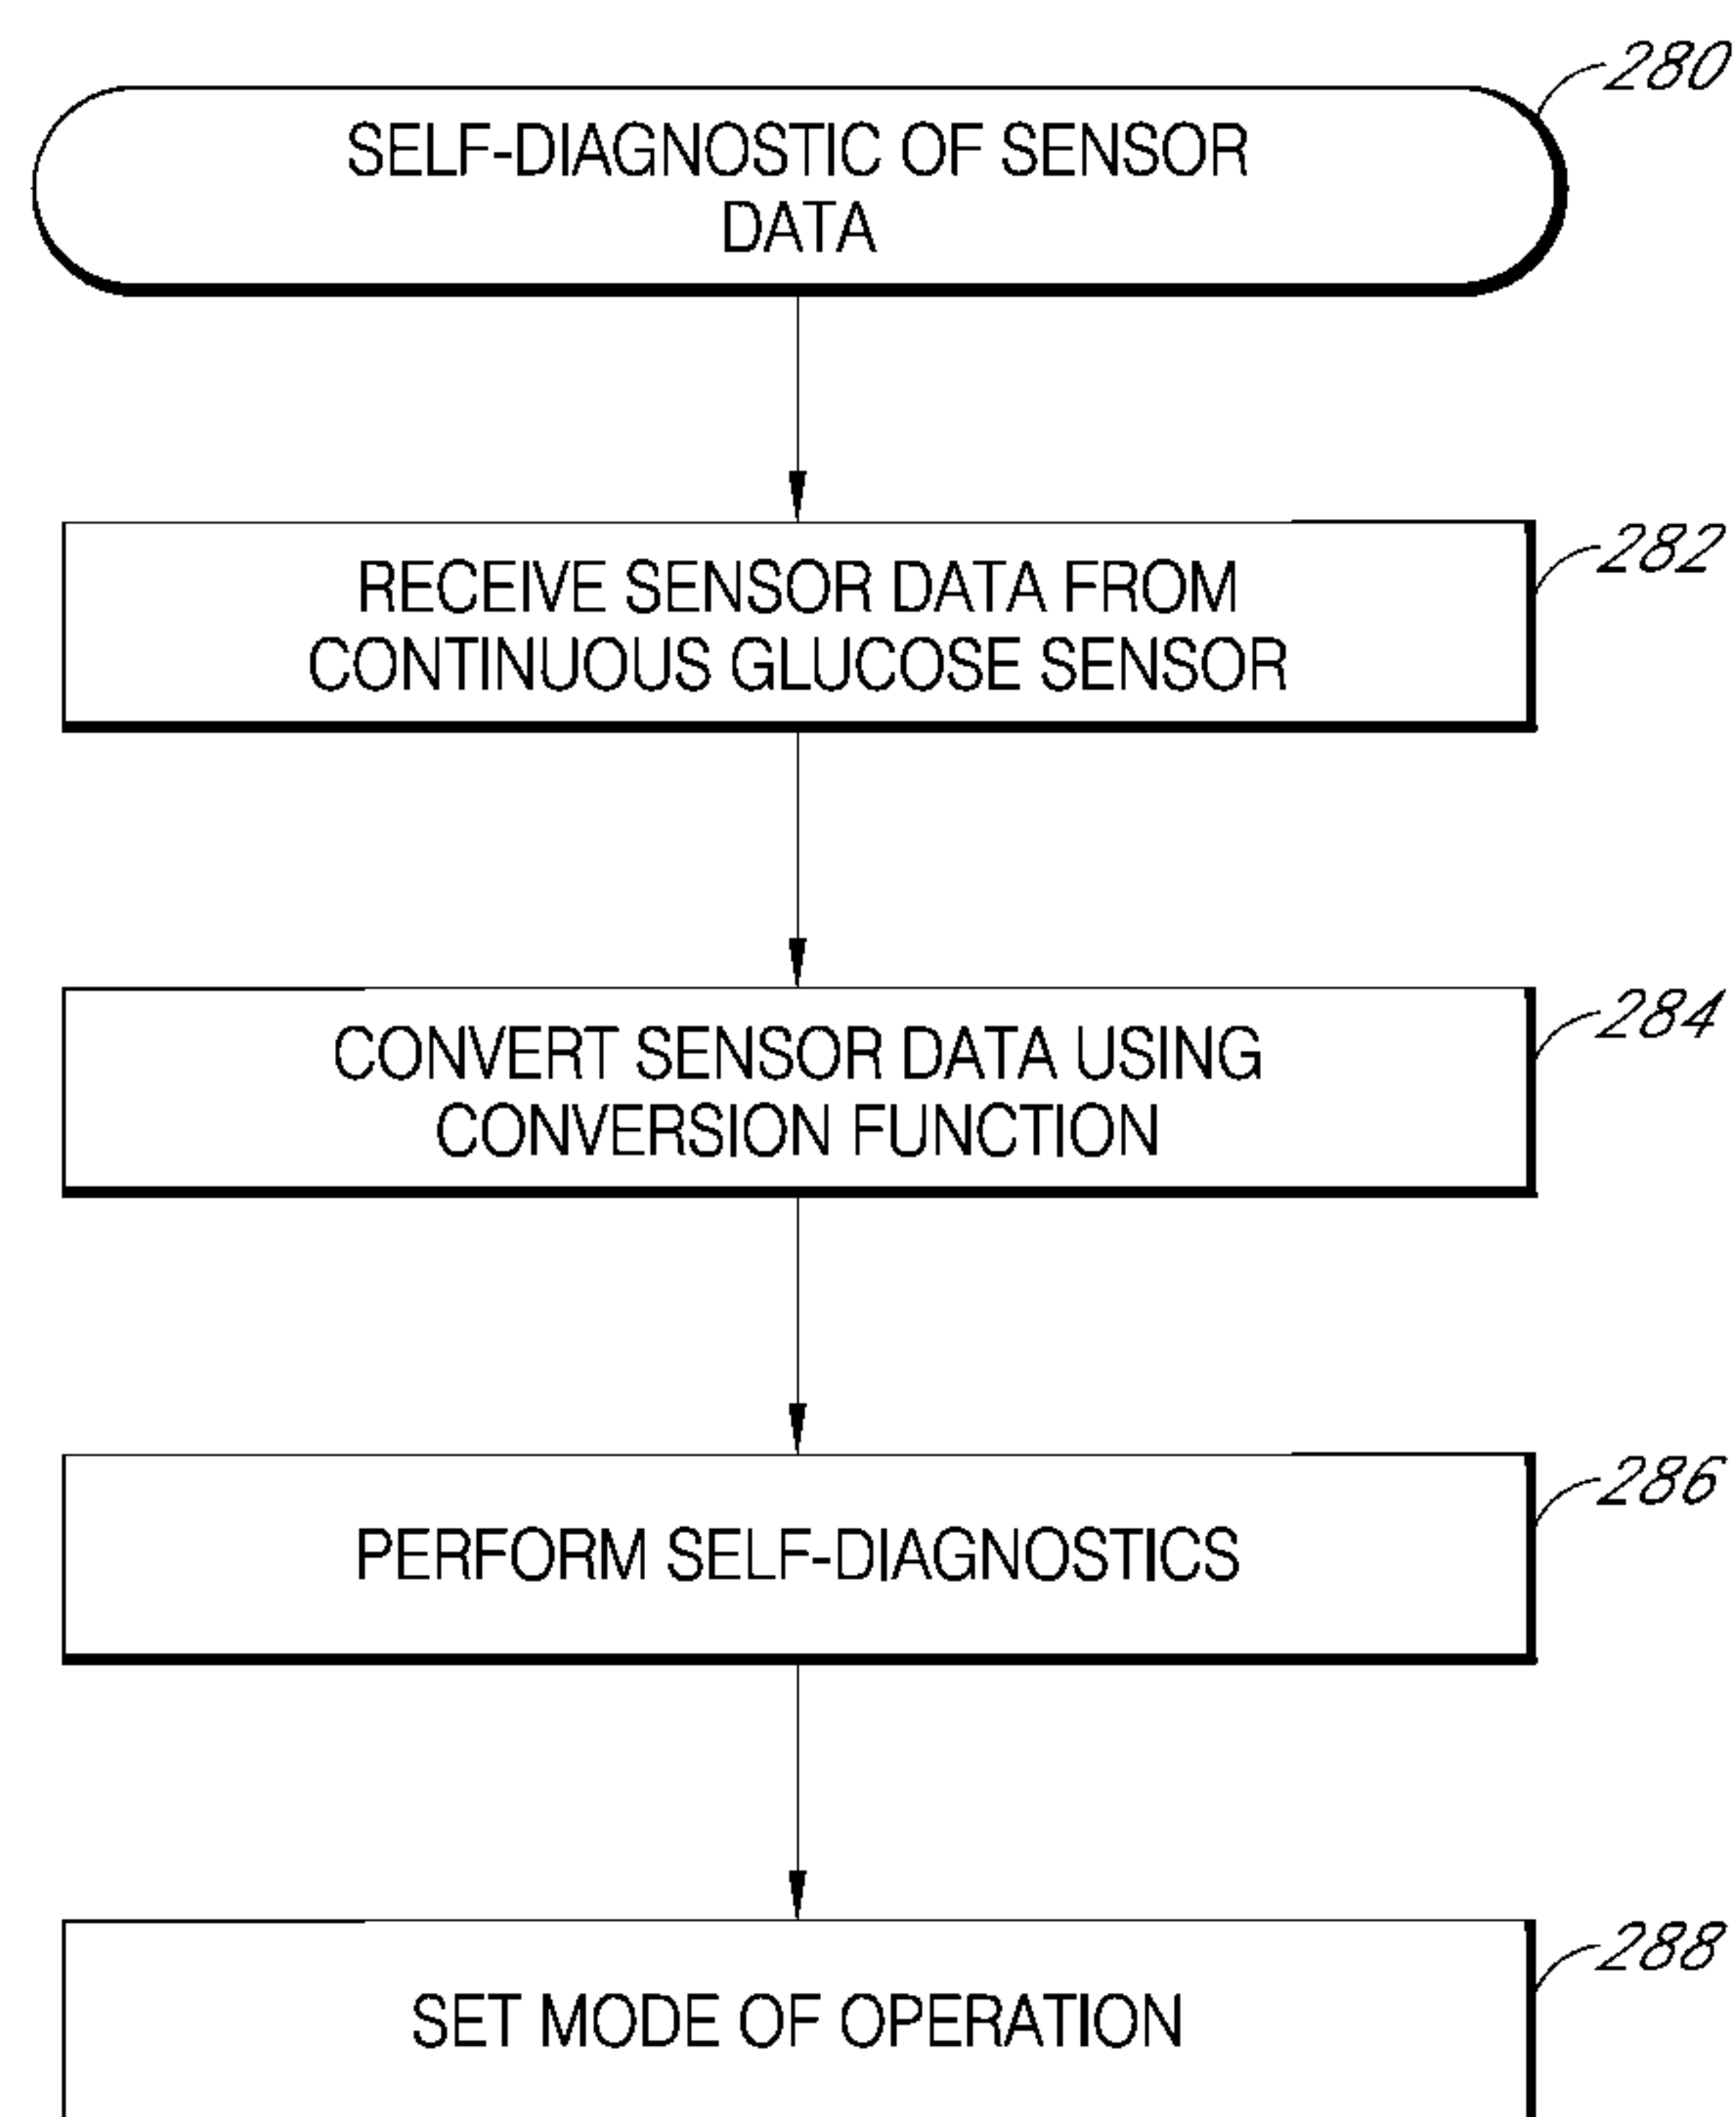 280
SELF-DIAGNOSTIC OF SENSOR
DATA
282
RECEIVE SENSOR DATA FROM
CONTINUOUS GLUCOSE SENSOR
284
CONVERT SENSOR DATA USING
CONVERSION FUNCTION
286
PERFORM SELF-DIAGNOSTICS
288
SET MODE OF OPERATION